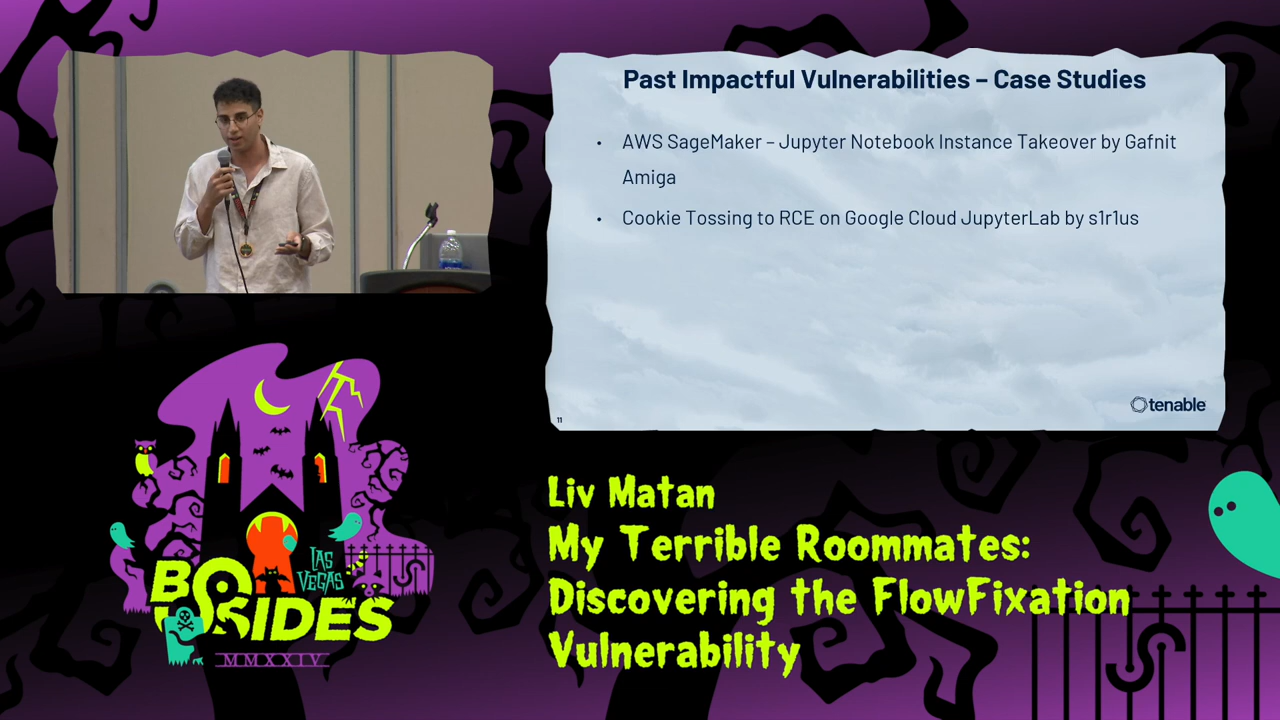 Past Impactful Vulnerabilities – Case Studies
• AWS SageMaker – Jupyter Notebook Instance Takeover by Gafnit
Amiga
• Cookie Tossing to RCE on Google Cloud JupyterLab by s1r1us
11
tenable
LAS
VEGAS
BSIDES
MMXXIV
Liv Matan
My Terrible Roommates:
Discovering the FlowFixation
Vulnerability